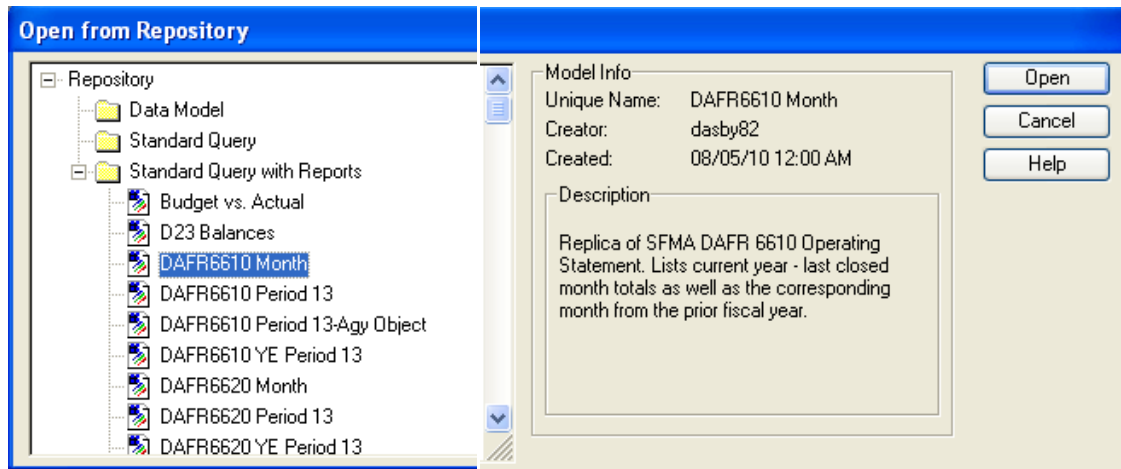 Open from Repository
Repository
Data Model
Standard Query
Standard Query with Reports
Budget vs. Actual
D23 Balances
DAFR6610 Month
DAFR6610 Period 13
DAFR6610 Period 13-Agy Object
DAFR6610 YE Period 13
DAFR6620 Month
DAFR6620 Period 13
DAFR6620 YE Period 13
Model Info
Unique Name: DAFR6610 Month
Creator: dasby82
Created: 08/05/10 12:00 AM
Description
Replica of SFMA DAFR 6610 Operating
Statement. Lists current year - last closed
month totals as well as the corresponding
month from the prior fiscal year.
Open
Cancel
Help